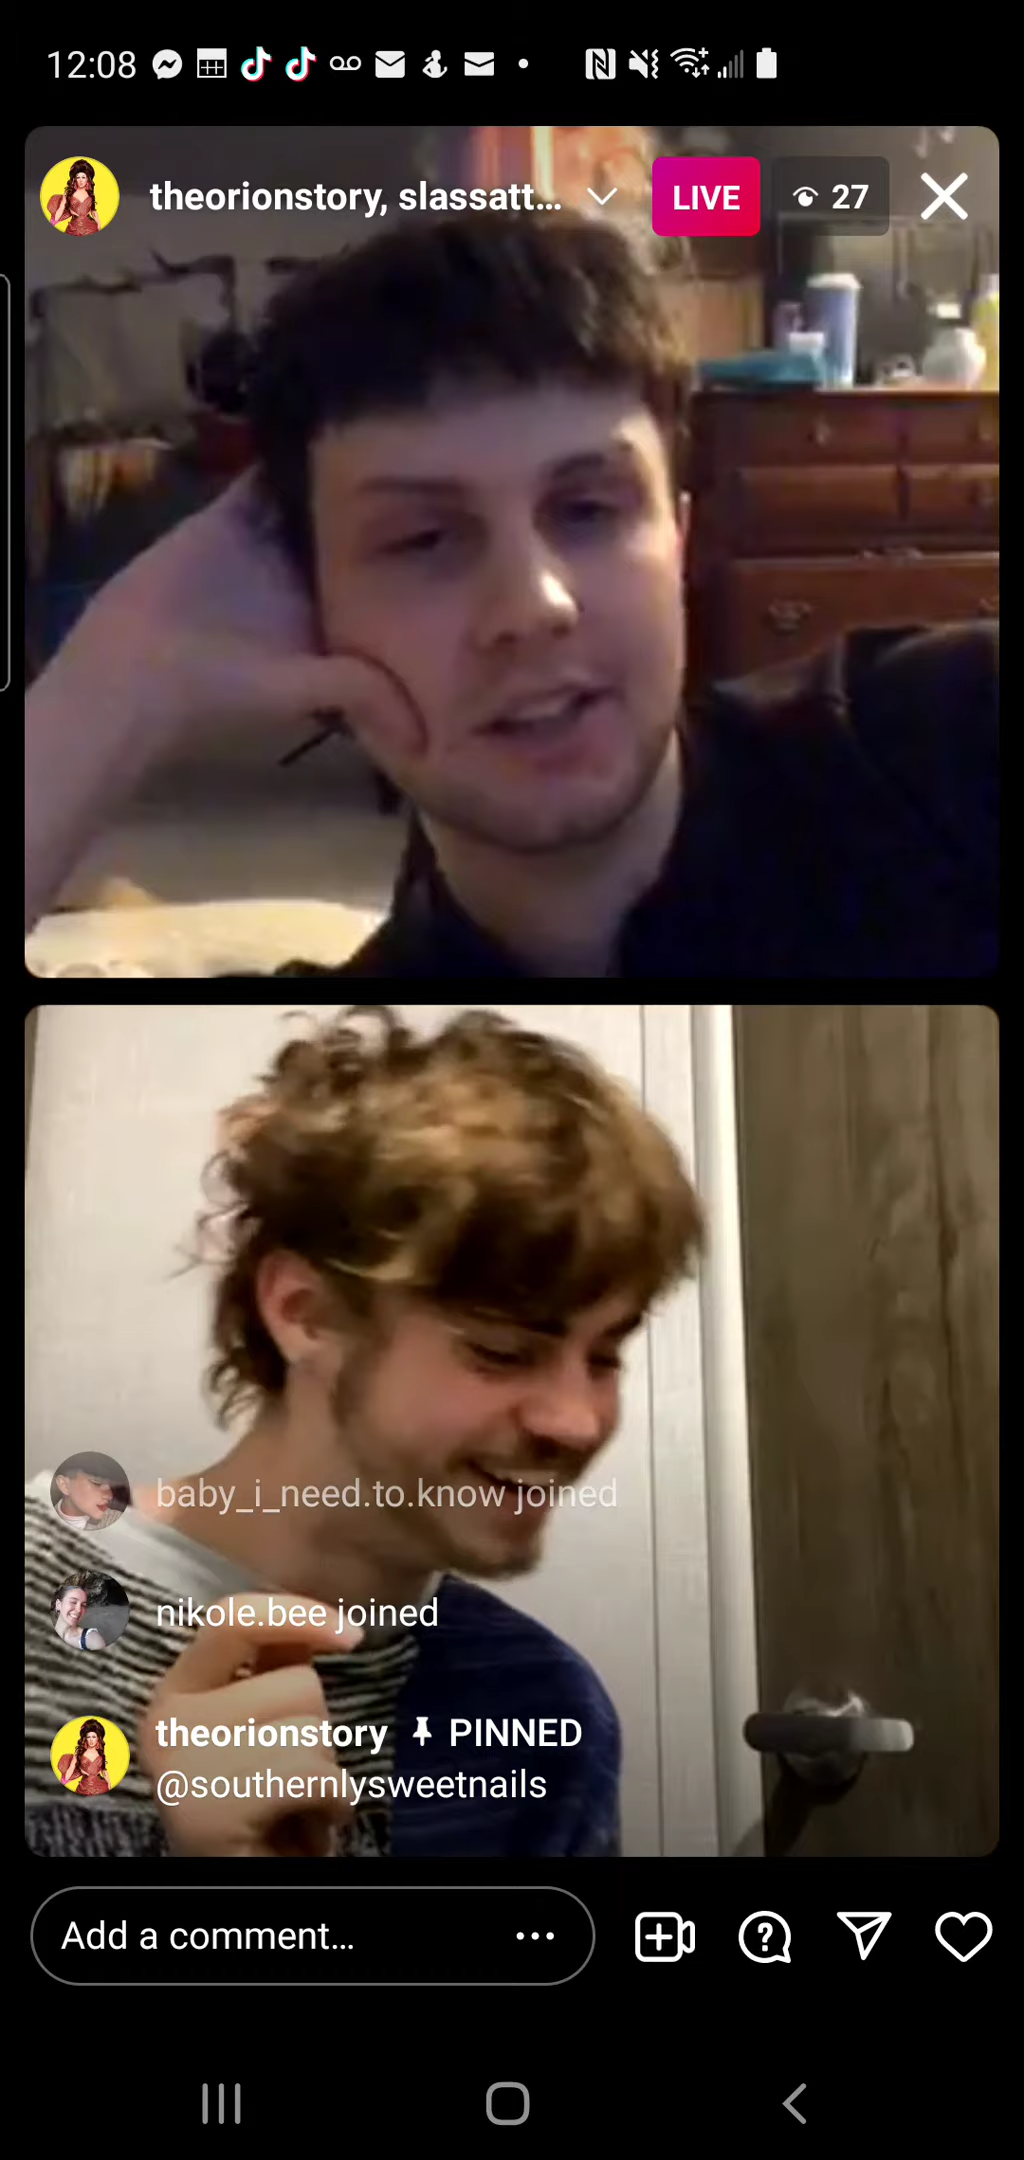 12:08
theorionstory, slassatt...
LIVE
27
baby_i_need.to.know joined
nikole.bee joined
theorionstory PINNED
@southernlysweetnails
Add a comment...